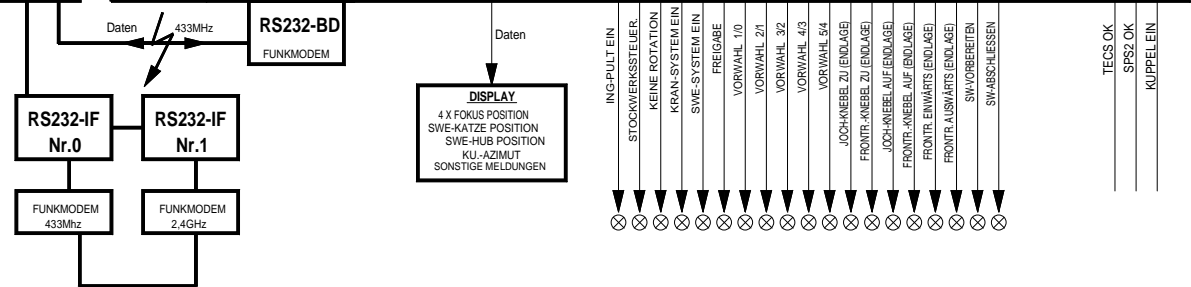 Daten
433MHz
RS232-BD
FUNKMODEM
RS232-IF
Nr.0
RS232-IF
Nr.1
FUNKMODEM
433Mhz
FUNKMODEM
2,4GHz
Daten
DISPLAY
4 X FOKUS POSITION
SWE-KATZE POSITION
SWE-HUB POSITION
KU.-AZIMUT
SONSTIGE MELDUNGEN
ING-PULT EIN
STOCKWERKSSTEUER.
KEINE ROTATION
KRAN-SYSTEM EIN
SWE-SYSTEM EIN
FREIGABE
VORWAHL 1/0
VORWAHL 2/1
VORWAHL 3/2
VORWAHL 4/3
VORWAHL 5/4
JOCH-KNEBEL ZU (ENDLAGE)
FRONTR.-KNEBEL ZU (ENDLAGE)
JOCH-KNEBEL AUF (ENDLAGE)
FRONTR.-KNEBEL AUF (ENDLAGE)
FRONTR. EINWÄRTS (ENDLAGE)
FRONTR. AUSWÄRTS (ENDLAGE)
SW-VORBEREITEN
SW-ABSCHLIESSEN
TECS OK
SPS2 OK
KUPPEL EIN